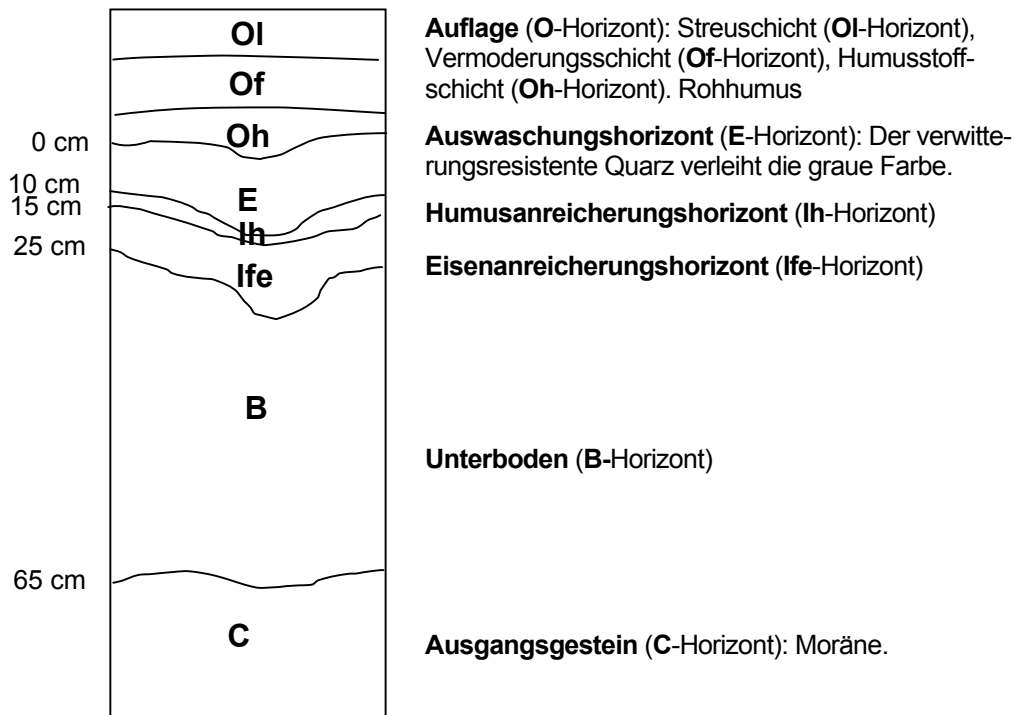 Ol
Of
Oh
0 cm
10 cm
15 cm
E
Ih
25 cm
Ife
B
65 cm
C
Auflage (O-Horizont): Streuschicht (Ol-Horizont),
Vermoderungsschicht (Of-Horizont), Humusstoff-
schicht (Oh-Horizont). Rohhumus
Auswaschungshorizont (E-Horizont): Der verwitte-
rungsresistente Quarz verleiht die graue Farbe.
Humusanreicherungshorizont (Ih-Horizont)
Eisenanreicherungshorizont (Ife-Horizont)
Unterboden (B-Horizont)
Ausgangsgestein (C-Horizont): Moräne.